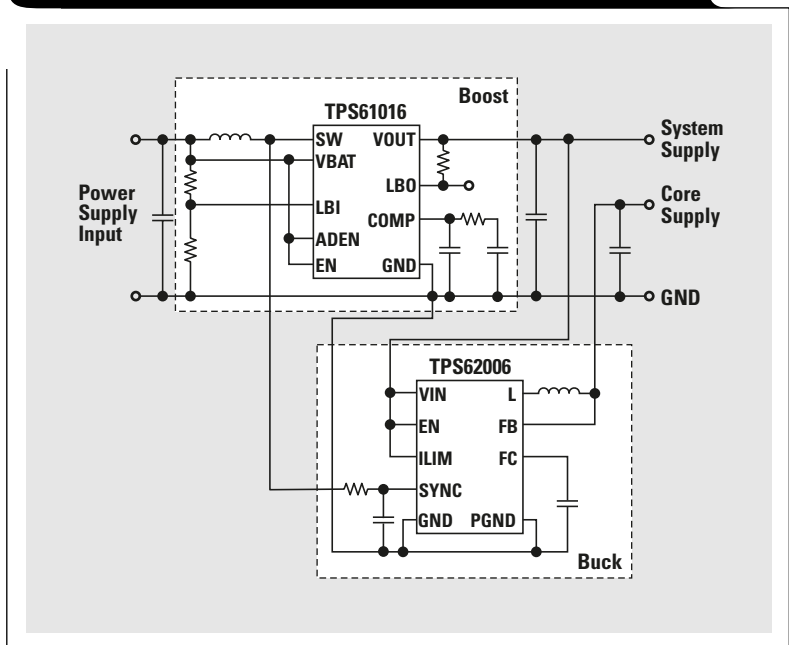 Boost
TPS61016
SW VOUT
VBAT
LBO
LBI
COMP
ADEN
EN GND
Power
Supply
Input
System
Supply
Core
Supply
GND
TPS62006
VIN L
EN FB
ILIM FC
SYNC
GND PGND
Buck